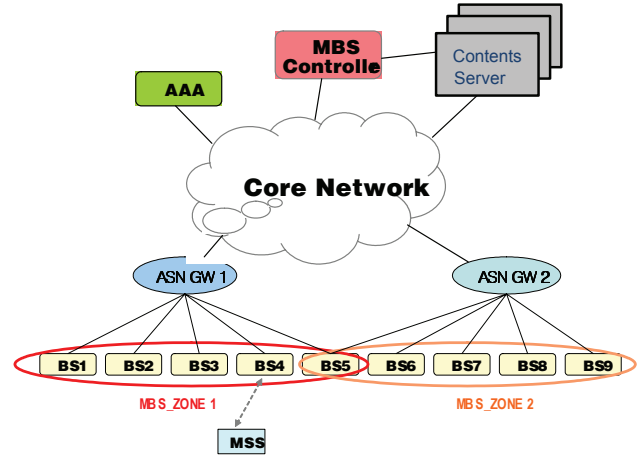 MBS
Controlle
Contents
Server
AAA
Core Network
ASN GW 1
ASN GW 2
BS1 BS2 BS3 BS4 BS5 BS6 BS7 BS8 BS9
MBS_ZONE 1
MBS_ZONE 2
MSS